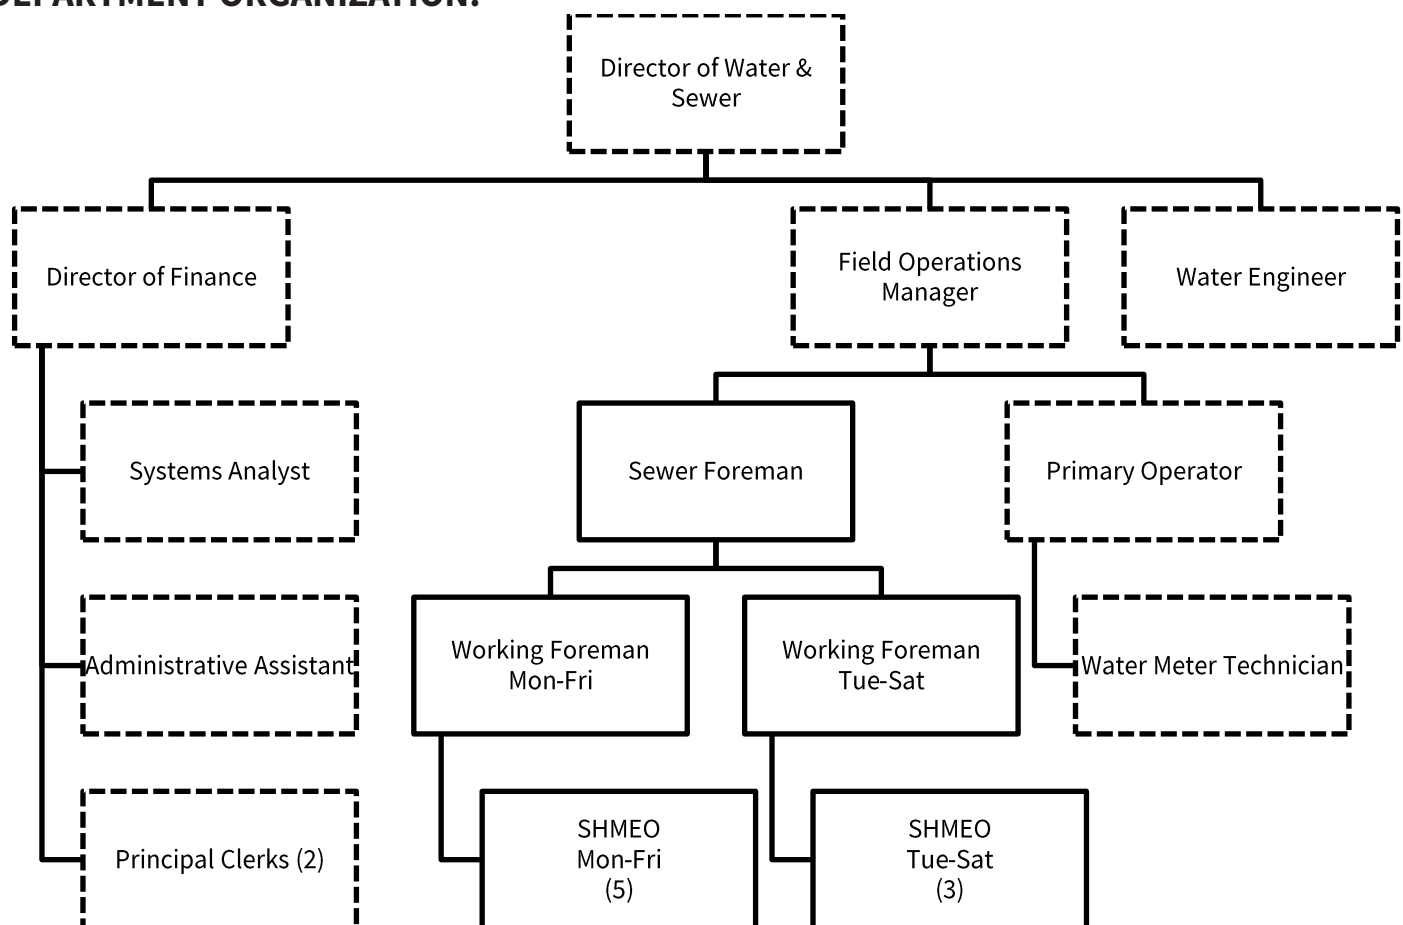 DEPARTMENT ORGANIZATION:
Director of Water &
Sewer
Director of Finance
Field Operations
Manager
Water Engineer
Systems Analyst
Sewer Foreman
Primary Operator
Administrative Assistant
Working Foreman
Mon-Fri
Working Foreman
Tue-Sat
Water Meter Technician
Principal Clerks (2)
SHMEO
Mon-Fri
(5)
SHMEO
Tue-Sat
(3)